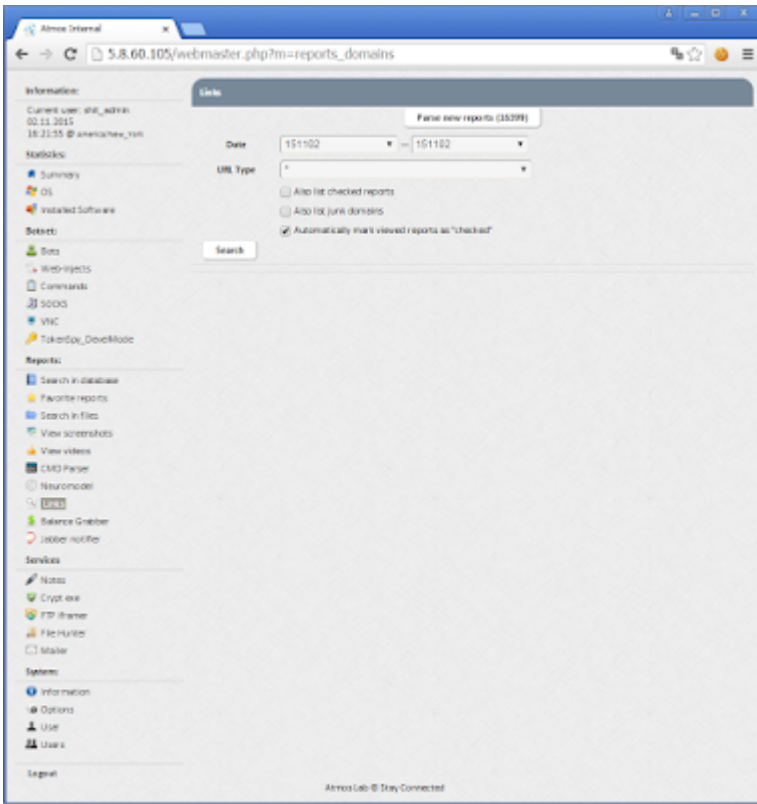 Atmos Internal
5.8.60.105/webmaster.php?m=reports_domains
Information:
Current user: shit_admin
02.11.2015
Statistics:
Summary
OS
Installed Software
Botnet:
Bots
Web-injects
Commands
SOCKS
VNC
TokenSpy_DevelMode
Reports:
Search in database
Favorite reports
Search in files
View screenshots
View videos
CMD Parser
Neuromodel
Links
Balance Grabber
Jabber notifier
Services
Notes
Crypt exe
FTP iframer
File Hunter
Mailer
System:
Information
Options
User
Users
Logout
Links
Parse new reports
Date 151102 — 151102
URL Type *
Also list checked reports
Also list junk domains
Automatically mark viewed reports as "checked"
Search
Atmos Lab © Stay Connected